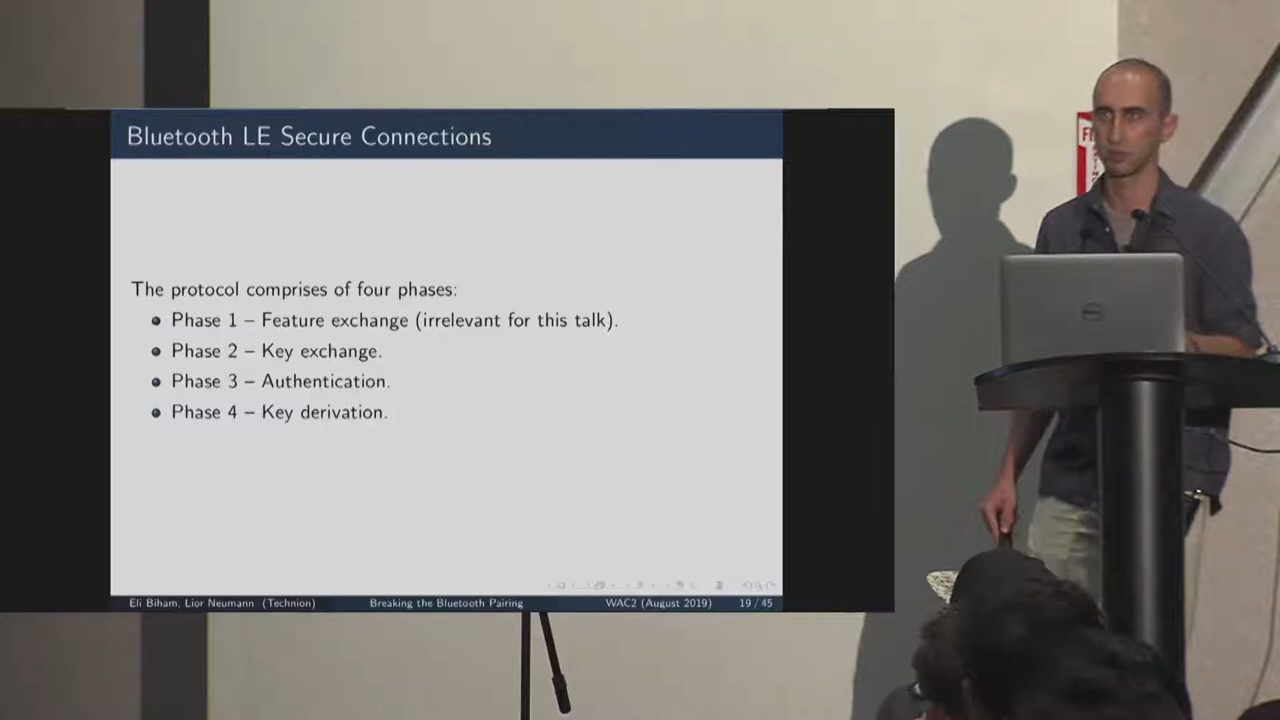 Bluetooth LE Secure Connections
The protocol comprises of four phases:
Phase 1 – Feature exchange (irrelevant for this talk).
Phase 2 – Key exchange.
Phase 3 – Authentication.
Phase 4 – Key derivation.
Eli Biham, Lior Neumann (Technion) Breaking the Bluetooth Pairing WAC2 (August 2019) 19 / 45